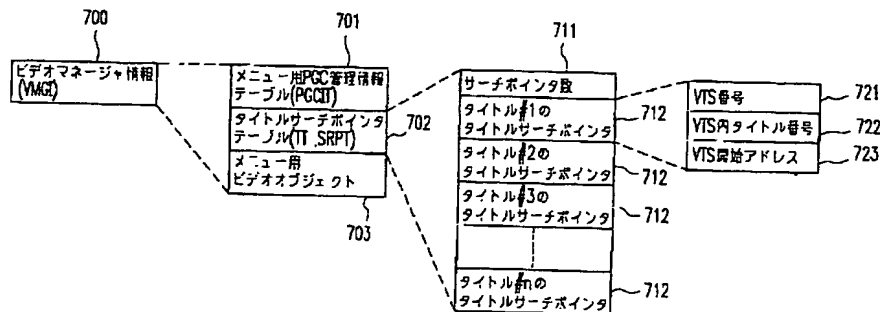 700
ビデオマネージャ情報
(VMGI)
701
メニュー用PGC管理情報
テーブル(PGCIT)
タイトルサーチポインタ
テーブル(TT_SRPT)
702
メニュー用
ビデオオブジェクト
703
711
サーチポインタ数
タイトル#1の
タイトルサーチポインタ
712
タイトル#2の
タイトルサーチポインタ
712
タイトル#3の
タイトルサーチポインタ
712
タイトル#nの
タイトルサーチポインタ
712
VTS番号
721
VTS内タイトル番号
722
VTS開始アドレス
723